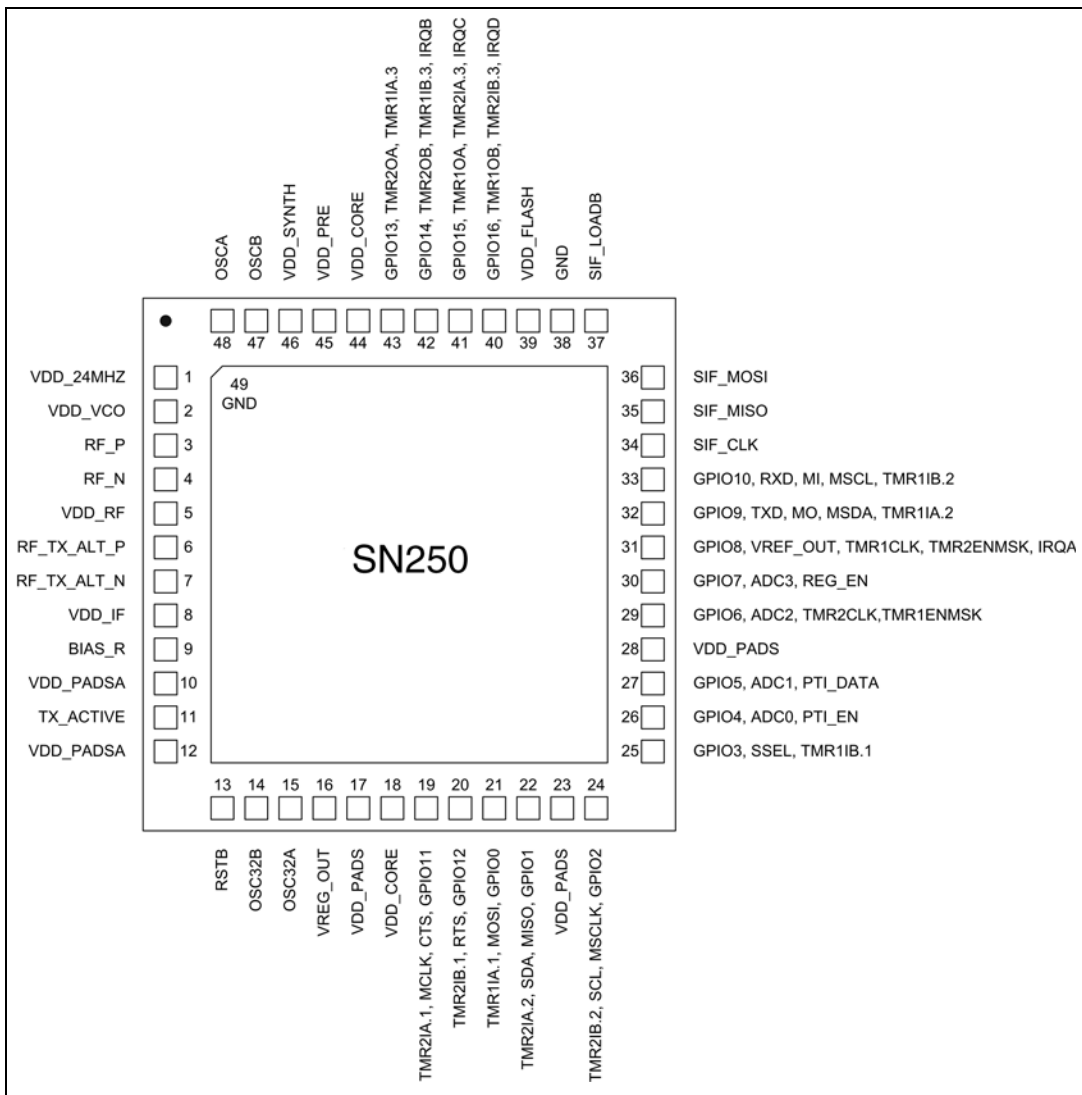 OSCA
OSCB
VDD_SYNTH
VDD_PRE
VDD_CORE
GPIO13, TMR2OA, TMR1IA.3
GPIO14, TMR2OB, TMR1IB.3, IRQB
GPIO15, TMR1OA, TMR2IA.3, IRQC
GPIO16, TMR1OB, TMR2IB.3, IRQD
VDD_FLASH
GND
SIF_LOADB
48
47
46
45
44
43
42
41
40
39
38
37
VDD_24MHZ 1
VDD_VCO 2
RF_P 3
RF_N 4
VDD_RF 5
RF_TX_ALT_P 6
RF_TX_ALT_N 7
VDD_IF 8
BIAS_R 9
VDD_PADSA 10
TX_ACTIVE 11
VDD_PADSA 12
49
GND
SN250
36 SIF_MOSI
35 SIF_MISO
34 SIF_CLK
33 GPIO10, RXD, MI, MSCL, TMR1IB.2
32 GPIO9, TXD, MO, MSDA, TMR1IA.2
31 GPIO8, VREF_OUT, TMR1CLK, TMR2ENMSK, IRQA
30 GPIO7, ADC3, REG_EN
29 GPIO6, ADC2, TMR2CLK,TMR1ENMSK
28 VDD_PADS
27 GPIO5, ADC1, PTI_DATA
26 GPIO4, ADC0, PTI_EN
25 GPIO3, SSEL, TMR1IB.1
13
14
15
16
17
18
19
20
21
22
23
24
RSTB
OSC32B
OSC32A
VREG_OUT
VDD_PADS
VDD_CORE
TMR2IA.1, MCLK, CTS, GPIO11
TMR2IB.1, RTS, GPIO12
TMR1IA.1, MOSI, GPIO0
TMR2IA.2, SDA, MISO, GPIO1
VDD_PADS
TMR2IB.2, SCL, MSCLK, GPIO2